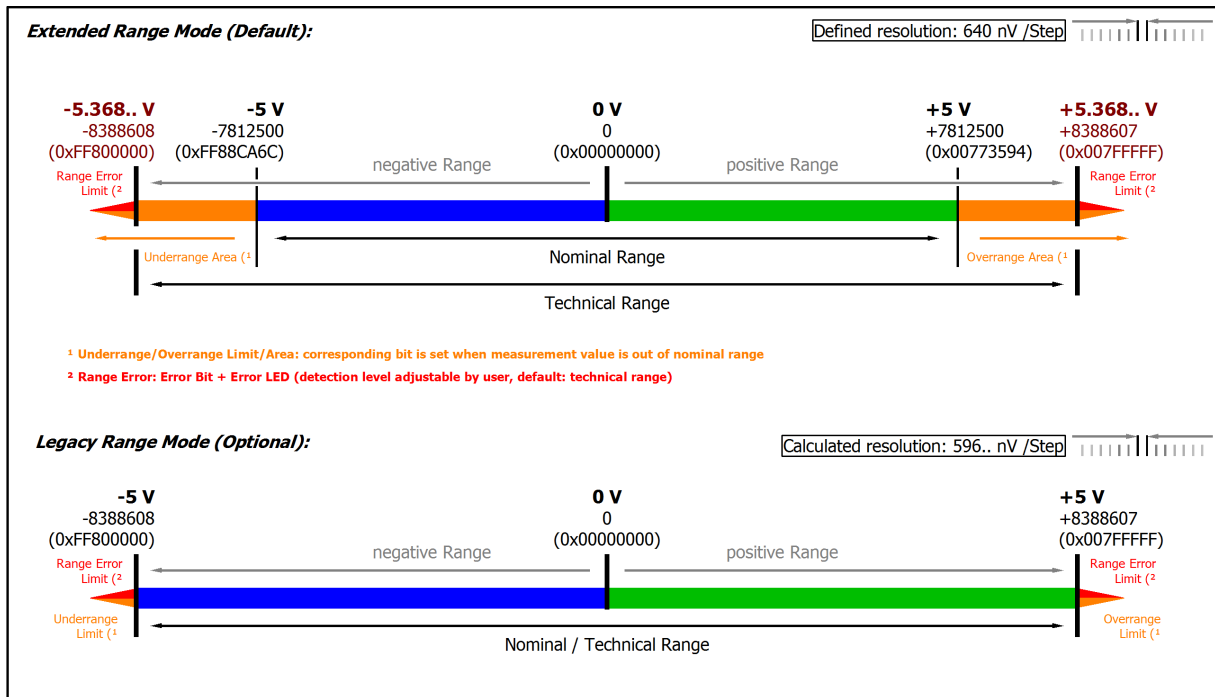 Extended Range Mode (Default):
Defined resolution: 640 nV /Step
-5.368.. V
-8388608
(0xFF800000)
-5 V
-7812500
(0xFF88CA6C)
0 V
0
(0x00000000)
+5 V
+7812500
(0x00773594)
+5.368.. V
+8388607
(0x007FFFFF)
Range Error
Limit (²
negative Range
positive Range
Range Error
Limit (²
Underrange Area (¹
Nominal Range
Overrange Area (¹
Technical Range
¹ Underrange/Overrange Limit/Area: corresponding bit is set when measurement value is out of nominal range
² Range Error: Error Bit + Error LED (detection level adjustable by user, default: technical range)
Legacy Range Mode (Optional):
Calculated resolution: 596.. nV /Step
-5 V
-8388608
(0xFF800000)
0 V
0
(0x00000000)
+5 V
+8388607
(0x007FFFFF)
Range Error
Limit (²
negative Range
positive Range
Range Error
Limit (²
Underrange
Limit (¹
Overrange
Limit (¹
Nominal / Technical Range